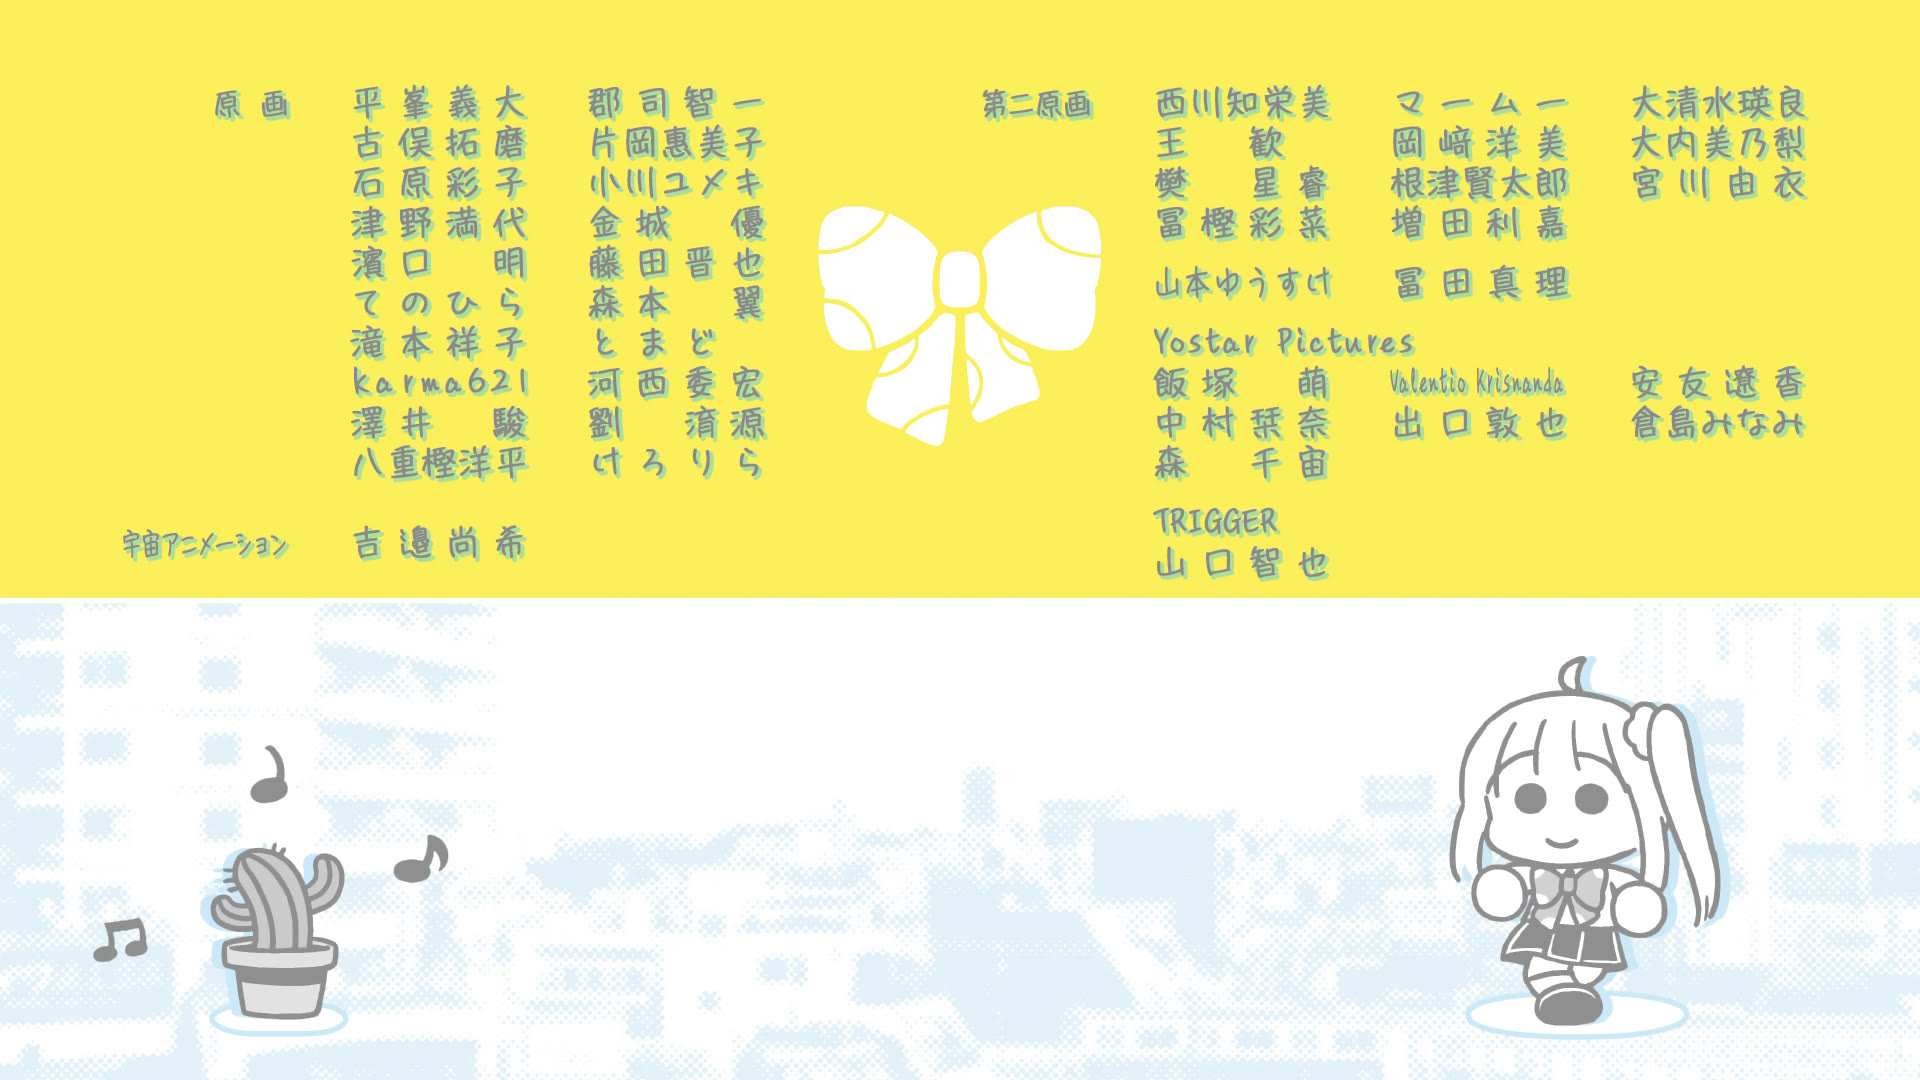 原画
平峯義大 郡司智一
古俣拓磨 片岡恵美子
石原彩子 小川ユメキ
津野満代 金城優
濱口明 藤田晋也
てのひら 森本翼
滝本祥子 とまど
karma621 河西委宏
澤井駿 劉淯源
八重樫洋平 けろりら
宇宙アニメーション
吉邉尚希
第二原画
西川知栄美 マームー 大清水瑛良
王歓 岡﨑洋美 大内美乃梨
樊星睿 根津賢太郎 宮川由衣
冨樫彩菜 増田利嘉
山本ゆうすけ 冨田真理
Yostar Pictures
飯塚萌 Valentio Krisnanda 安友遼香
中村栞奈 出口敦也 倉島みなみ
森千宙
TRIGGER
山口智也